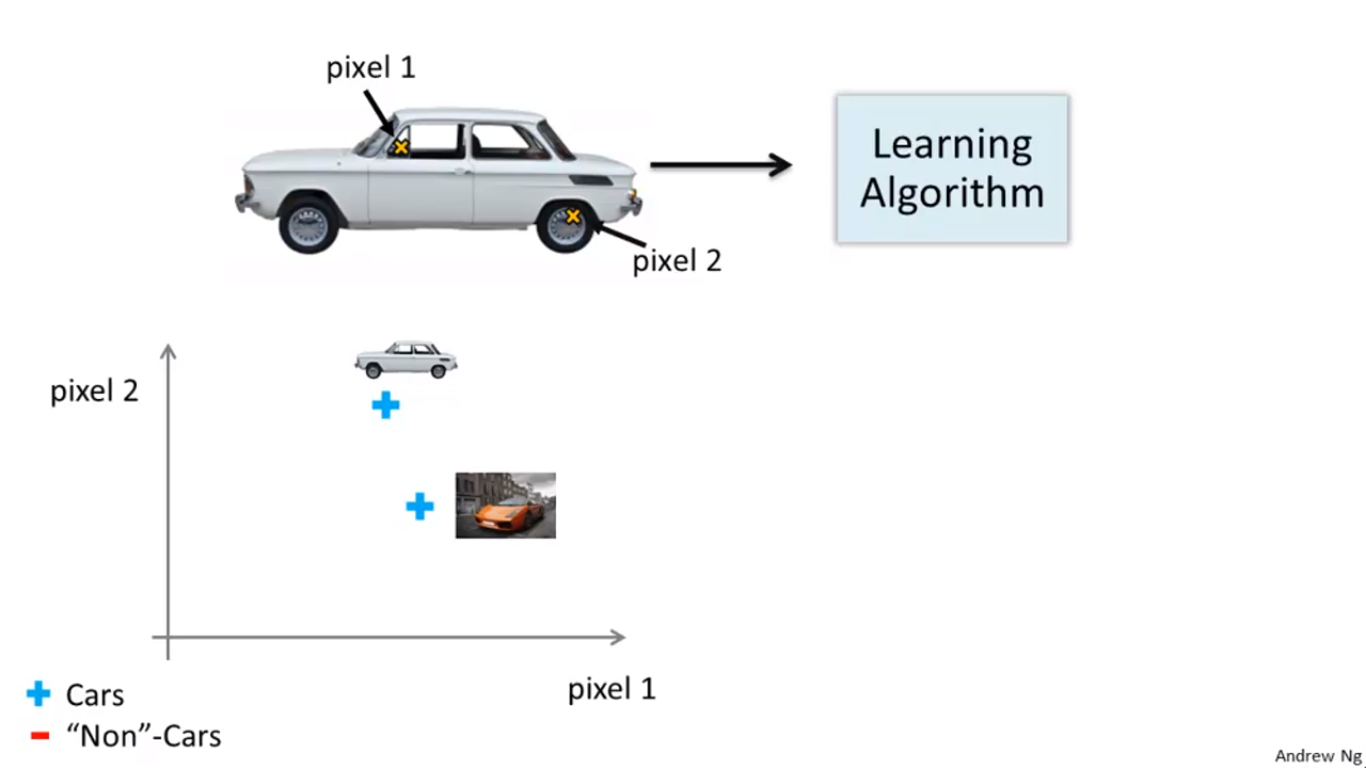 pixel 1
Learning
Algorithm
pixel 2
pixel 2
pixel 1
Cars
“Non”-Cars
Andrew Ng